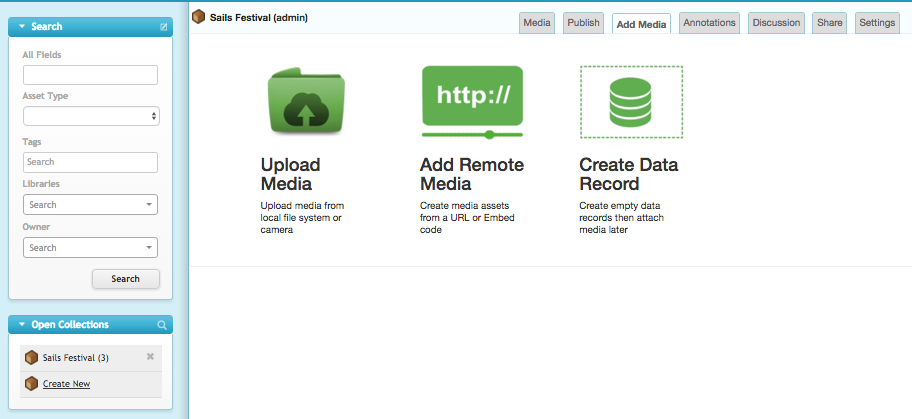 Search
All Fields
Asset Type
Tags
Search
Libraries
Search
Owner
Search
Search
Open Collections
Sails Festival (3)
Create New
Sails Festival (admin)
Media
Publish
Add Media
Annotations
Discussion
Share
Settings
http://
Upload
Media
Upload media from
local file system or
camera
Add Remote
Media
Create media assets
from a URL or Embed
code
Create Data
Record
Create empty data
records then attach
media later